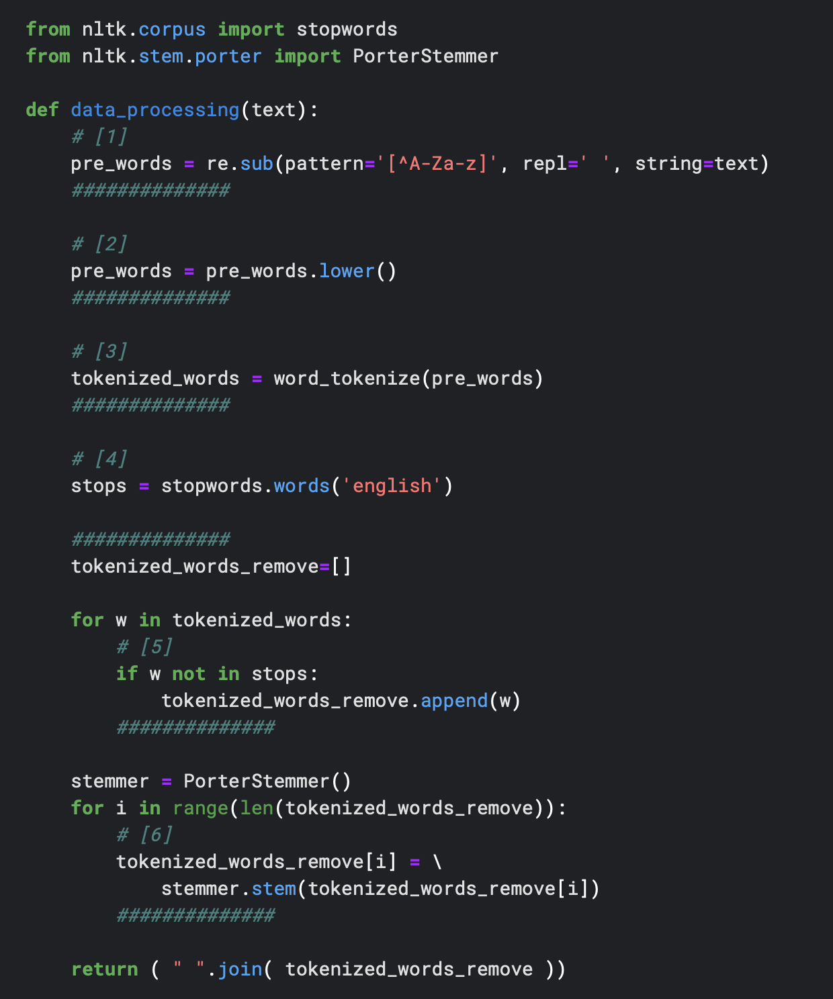 from nltk.corpus import stopwords
from nltk.stem.porter import PorterStemmer

def data_processing(text):
    # [1]
    pre_words = re.sub(pattern='[^A-Za-z]', repl=' ', string=text)
    ##############

    # [2]
    pre_words = pre_words.lower()
    ##############

    # [3]
    tokenized_words = word_tokenize(pre_words)
    ##############

    # [4]
    stops = stopwords.words('english')

    ##############
    tokenized_words_remove=[]

    for w in tokenized_words:
        # [5]
        if w not in stops:
            tokenized_words_remove.append(w)
        ##############

    stemmer = PorterStemmer()
    for i in range(len(tokenized_words_remove)):
        # [6]
        tokenized_words_remove[i] = \
            stemmer.stem(tokenized_words_remove[i])
        ##############

    return ( " ".join( tokenized_words_remove ))